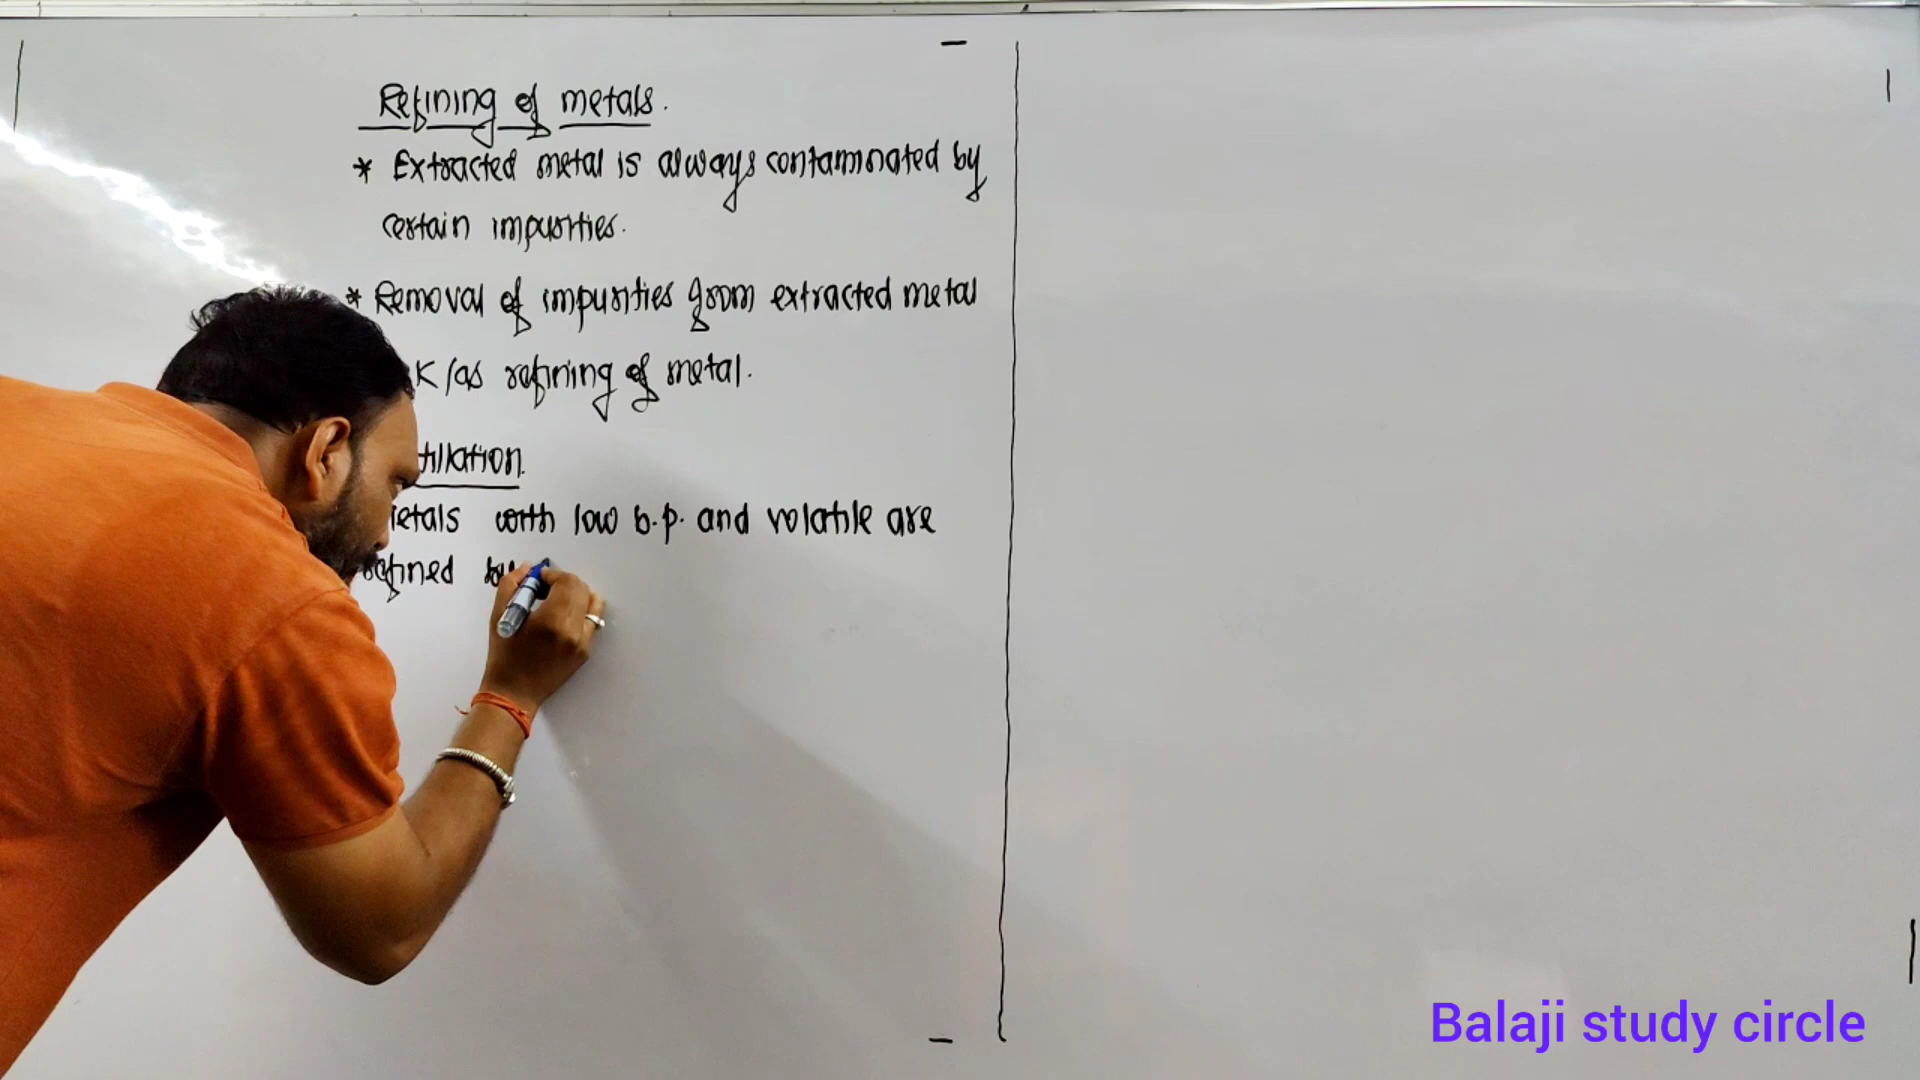 Refining of metals.
* Extracted metal is always contaminated by
certain impurities.
* Removal of impurities from extracted metal
K/as refining of metal.
tillation.
etals with low b.p. and volatile are
refined by
Balaji study circle